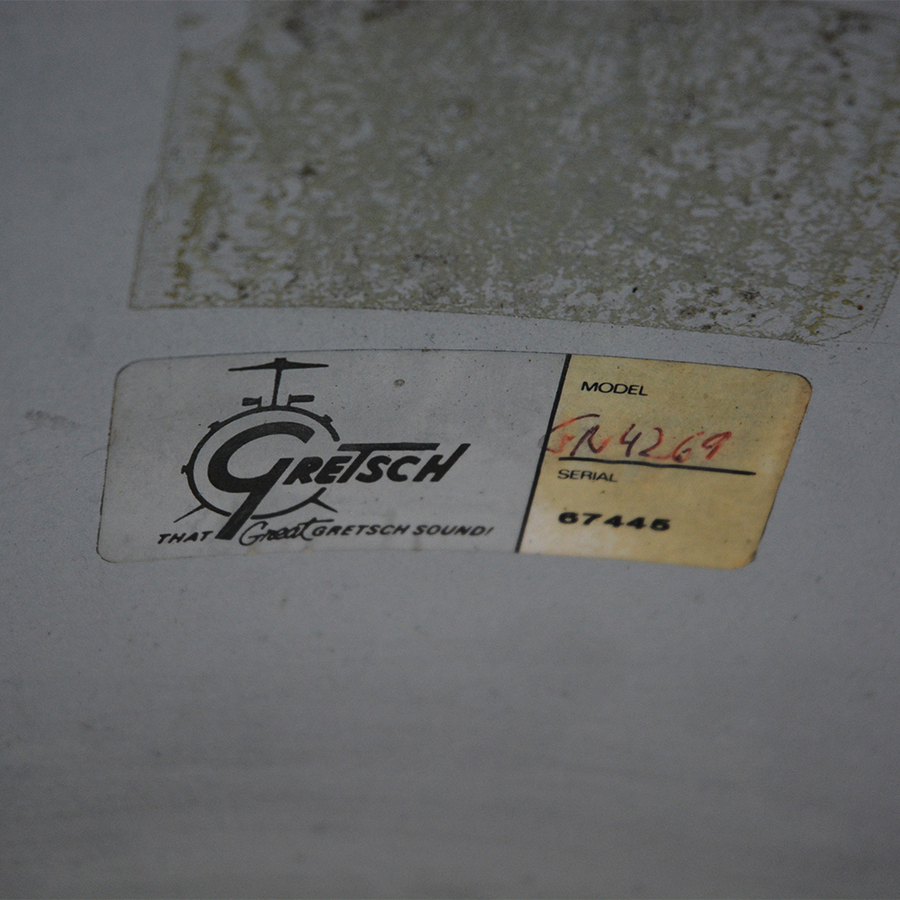 GRETSCH
THAT Great GRETSCH SOUND!
MODEL
GN4269
SERIAL
67445